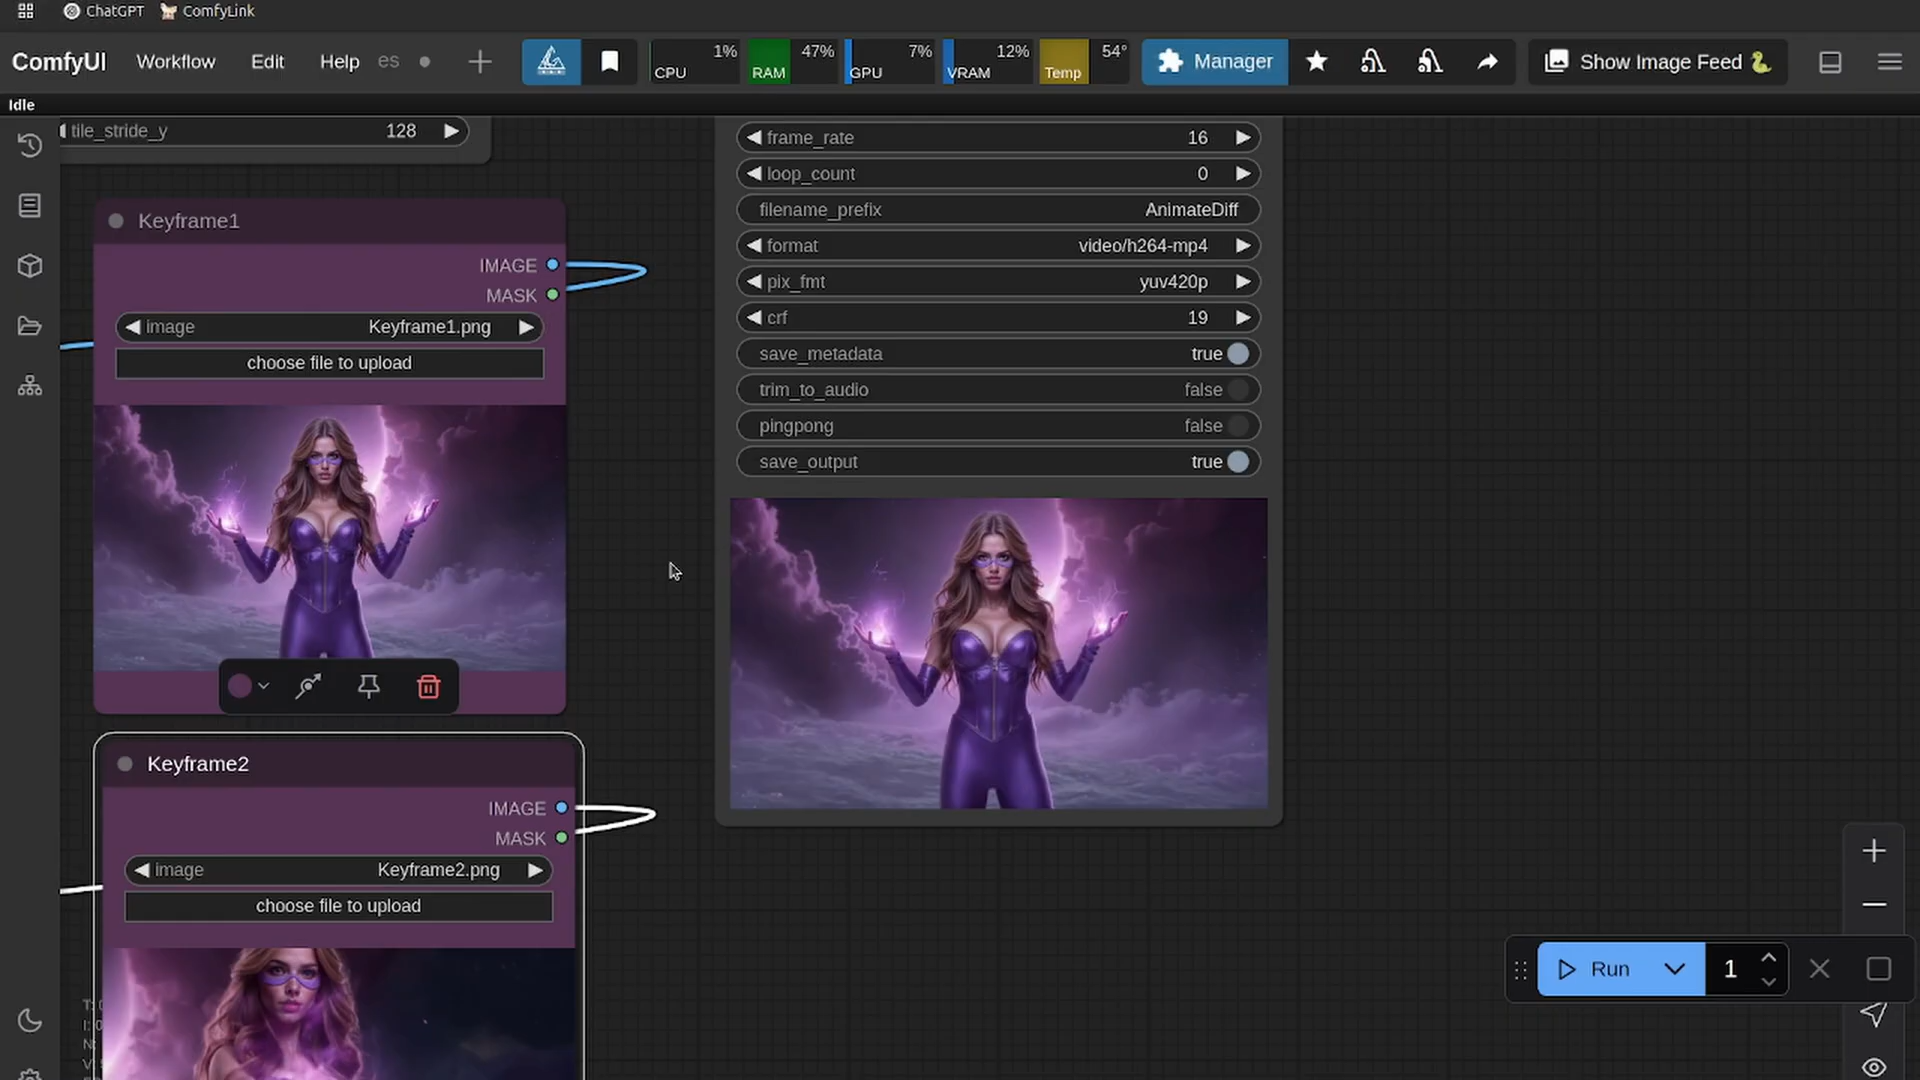 ChatGPT ComfyLink
ComfyUI Workflow Edit Help es CPU 1% RAM 47% GPU 7% VRAM 12% Temp 54° Manager Show Image Feed
Idle
tile_stride_y 128
frame_rate 16
loop_count 0
filename_prefix AnimateDiff
format video/h264-mp4
pix_fmt yuv420p
crf 19
save_metadata true
trim_to_audio false
pingpong false
save_output true
Keyframe1
IMAGE
MASK
image Keyframe1.png
choose file to upload
Keyframe2
IMAGE
MASK
image Keyframe2.png
choose file to upload
Run 1